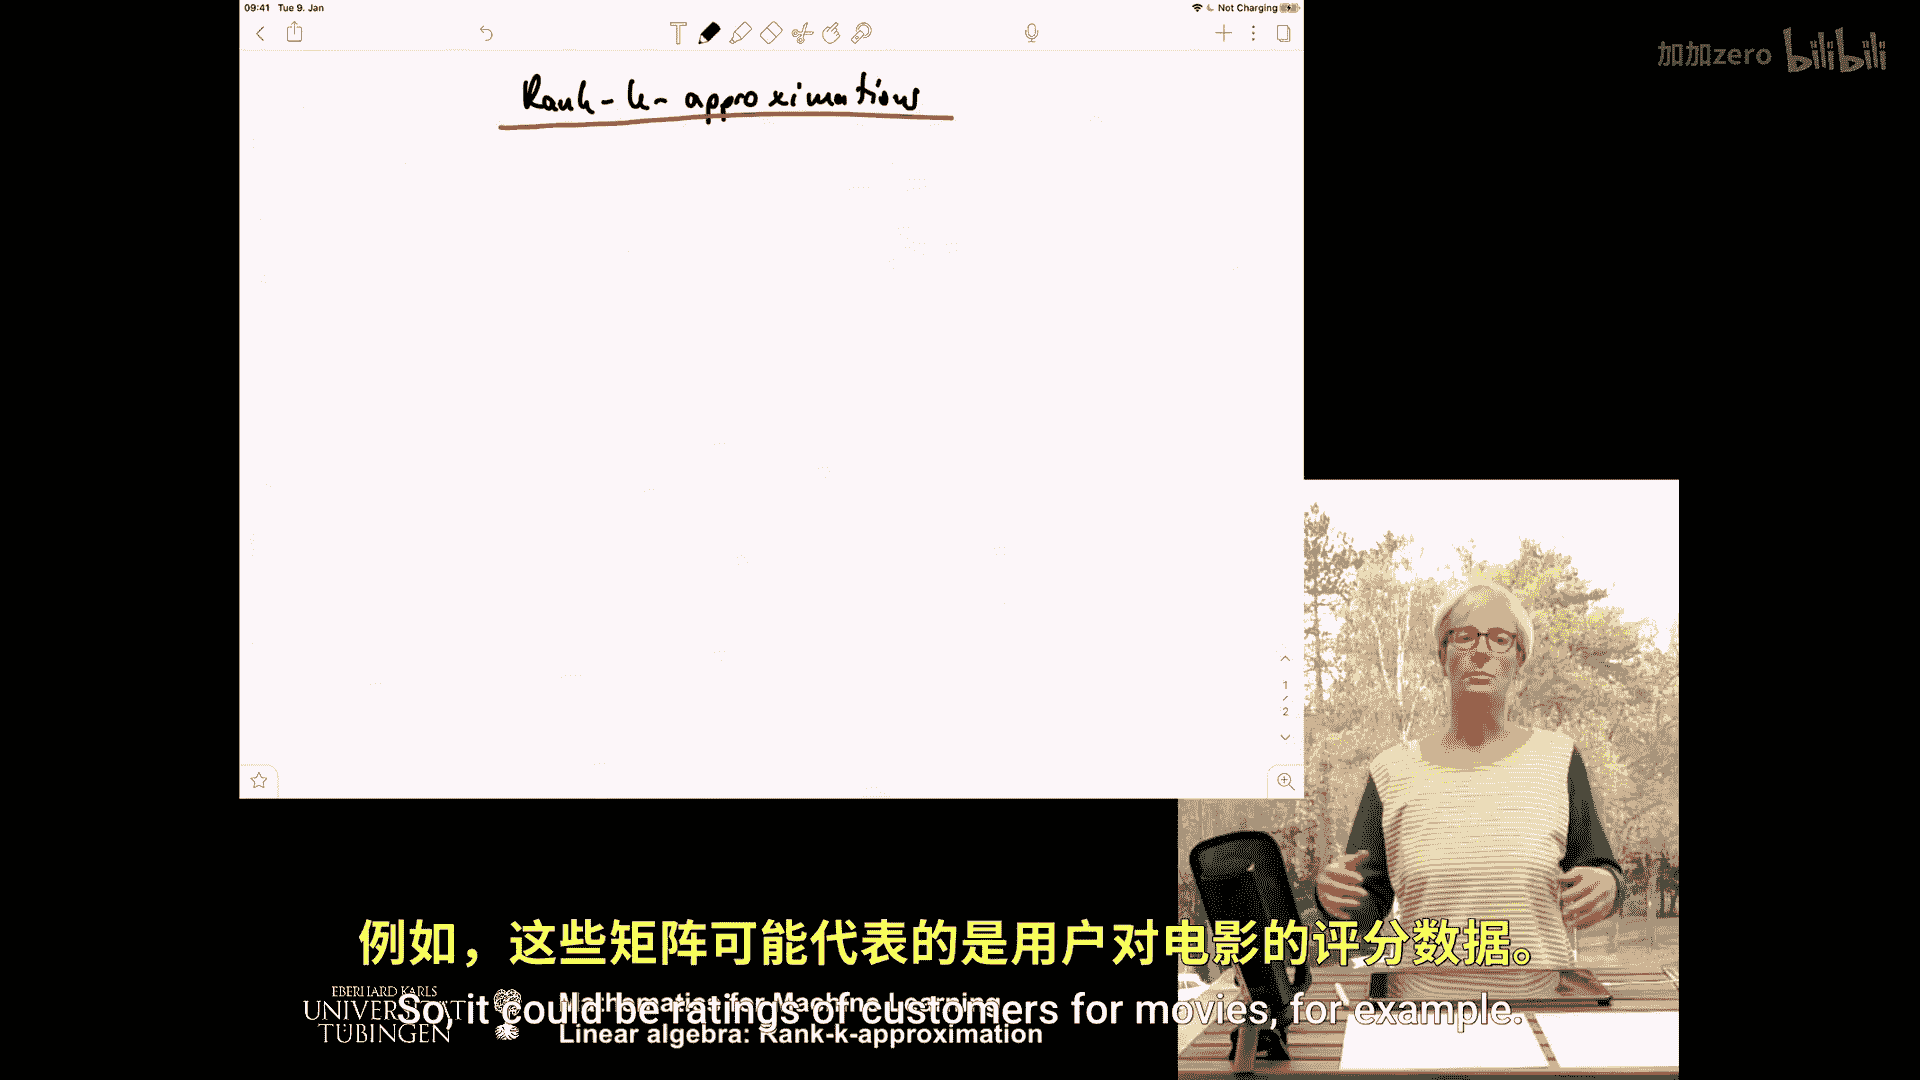 09:41 Tue 9. Jan
Not Charging
加加zero bilibili
Rank-k-approximations
1
2
例如，这些矩阵可能代表的是用户对电影的评分数据。
So, it could be ratings of customers for movies, for example.
EBERHARD KARLS
UNIVERSITÄT
TÜBINGEN
Mathematics for Machine Learning
Linear algebra: Rank-k-approximation